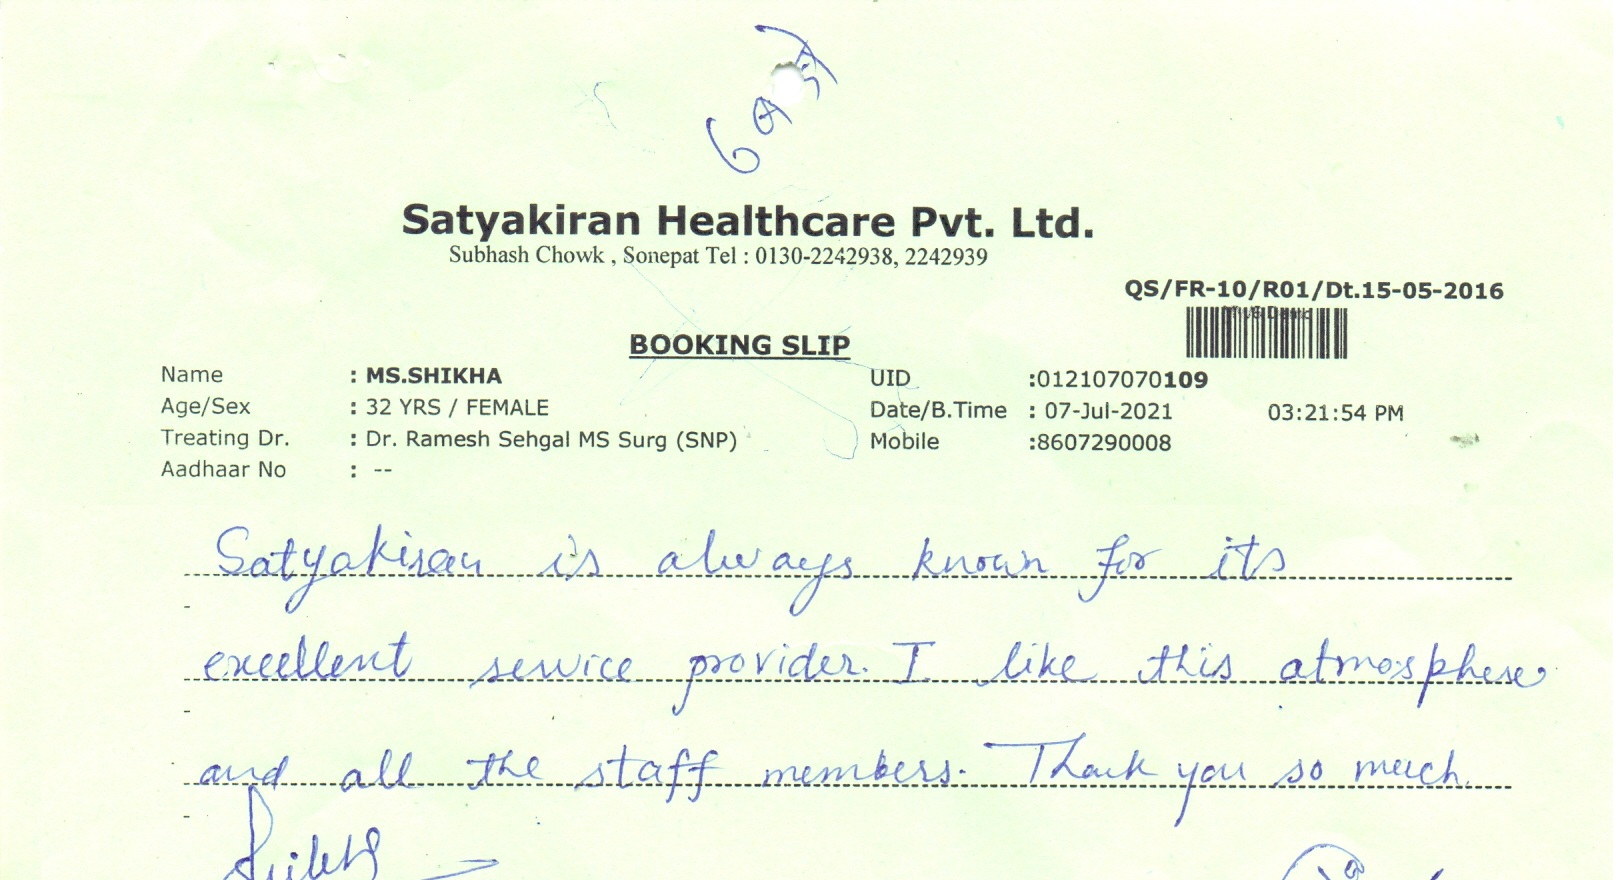 Satyakiran Healthcare Pvt. Ltd.
Subhash Chowk , Sonepat Tel : 0130-2242938, 2242939
QS/FR-10/R01/Dt.15-05-2016
BOOKING SLIP
Name : MS.SHIKHA UID :012107070109
Age/Sex : 32 YRS / FEMALE Date/B.Time : 07-Jul-2021 03:21:54 PM
Treating Dr. : Dr. Ramesh Sehgal MS Surg (SNP) Mobile :8607290008
Aadhaar No : --
Satyakiran is always known for its
excellent service provider. I like this atmosphere
and all the staff members. Thank you so much.